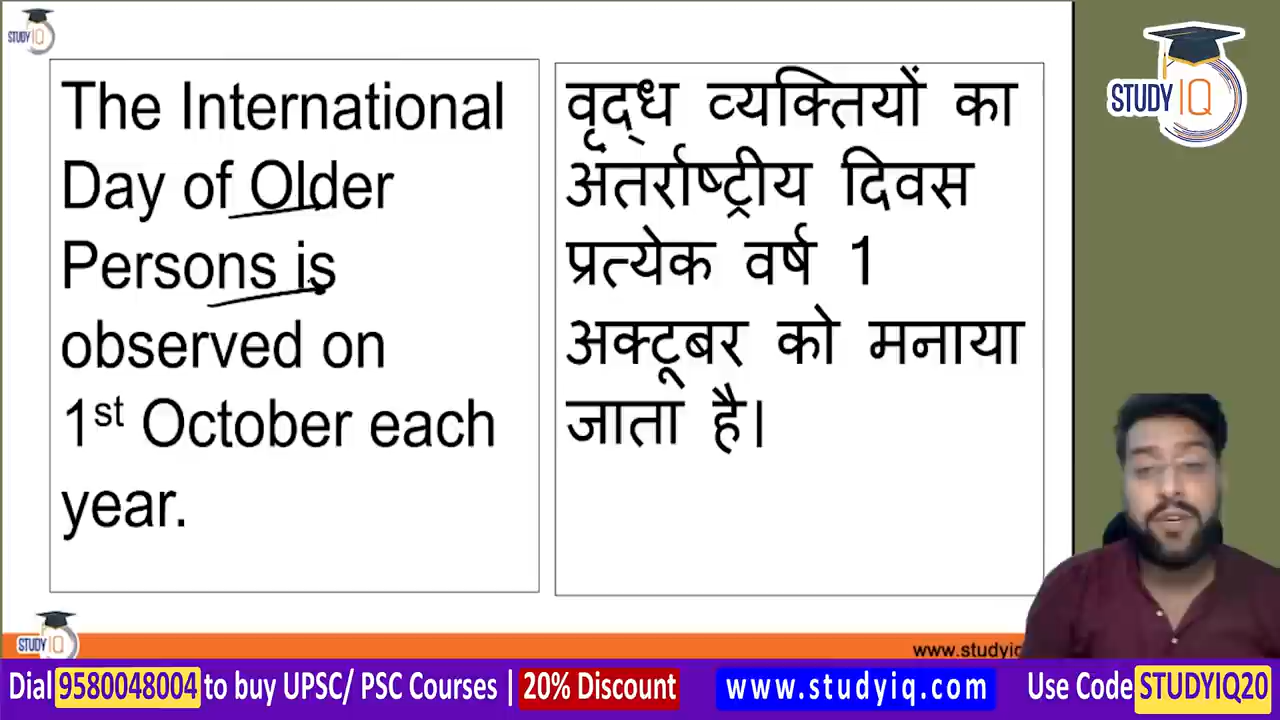 STUDY IQ
The International
Day of Older
Persons is
observed on
1st October each
year.
वृद्ध व्यक्तियों का
अंतर्राष्ट्रीय दिवस
प्रत्येक वर्ष 1
अक्टूबर को मनाया
जाता है।
STUDY IQ
STUDY IQ
www.studyiq
Dial 9580048004 to buy UPSC/ PSC Courses | 20% Discount www.studyiq.com Use Code STUDYIQ20